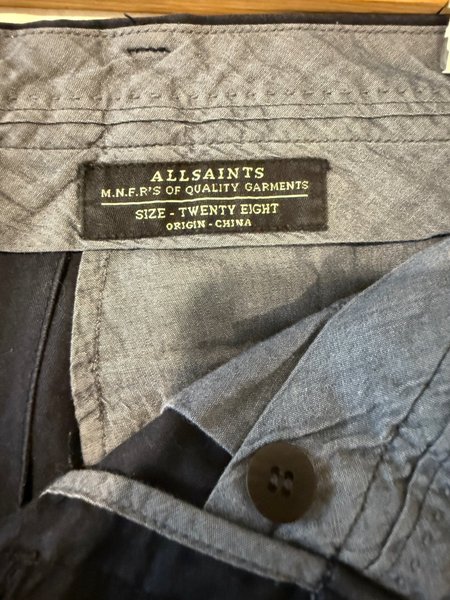 ALLSAINTS
M.N.F.R'S OF QUALITY GARMENTS
SIZE - TWENTY EIGHT
ORIGIN - CHINA